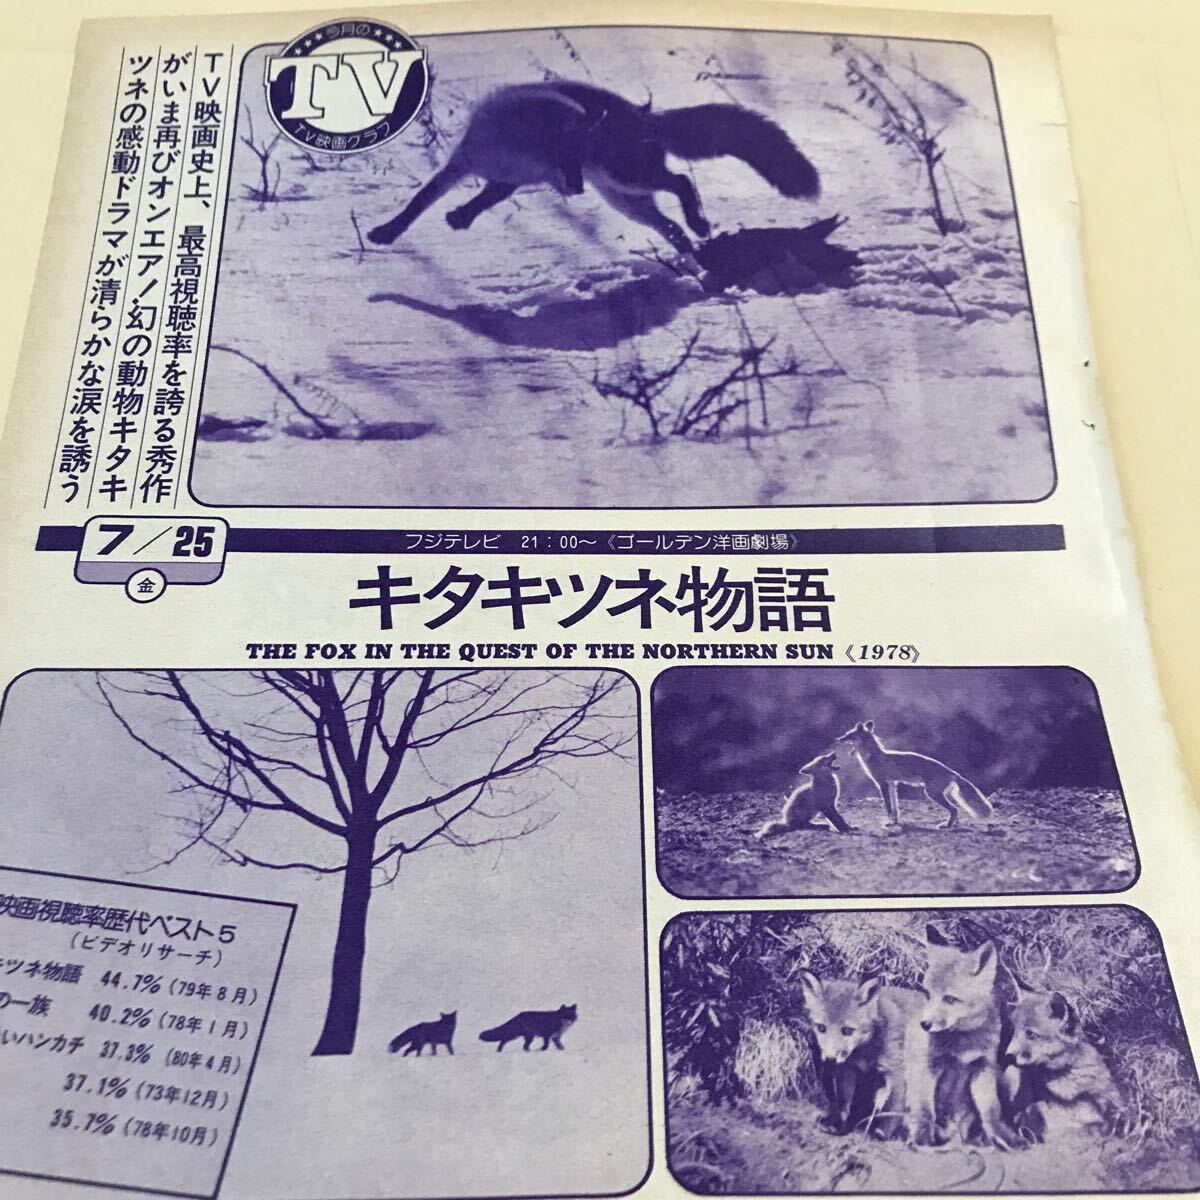 今月の
TV
TV映画グラフ
TV映画史上、最高視聴率を誇る秀作
がいま再びオンエア!幻の動物キタキ
ツネの感動ドラマが清らかな涙を誘う
7/25
金
フジテレビ 21:00〜《ゴールデン洋画劇場》
キタキツネ物語
THE FOX IN THE QUEST OF THE NORTHERN SUN《1978》
映画視聴率歴代ベスト5
(ビデオリサーチ)
ツネ物語 44.7%(79年8月)
の一族 40.2%(78年1月)
いハンカチ 37.3%(80年4月)
37.1%(73年12月)
35.7%(78年10月)